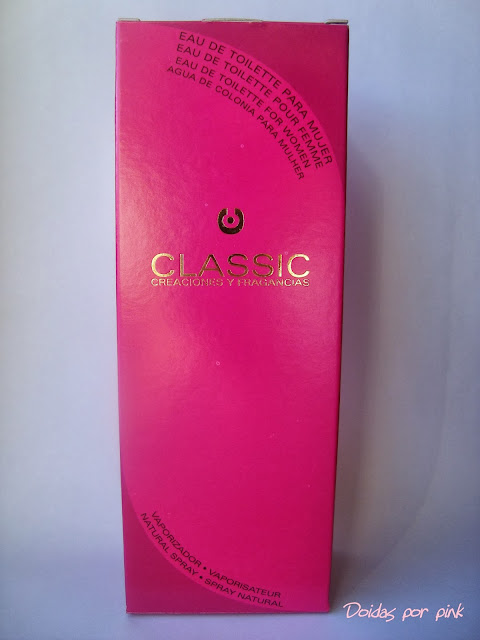 EAU DE TOILETTE PARA MUJER
EAU DE TOILETTE POUR FEMME
EAU DE TOILETTE FOR WOMEN
AGUA DE COLONIA PARA MULHER
CLASSIC
CREACIONES Y FRAGANCIAS
VAPORIZADOR • VAPORISATEUR
NATURAL SPRAY • SPRAY NATURAL
Doidas por pink